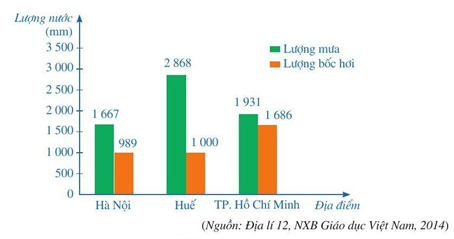 Lượng nước
(mm)
3 500
3 000
2 500
2 000
1 500
1 000
500
0
1 667
989
2 868
1 000
1 931
1 686
Lượng mưa
Lượng bốc hơi
Hà Nội
Huế
TP. Hồ Chí Minh
Địa điểm
(Nguồn: Địa lí 12, NXB Giáo dục Việt Nam, 2014)